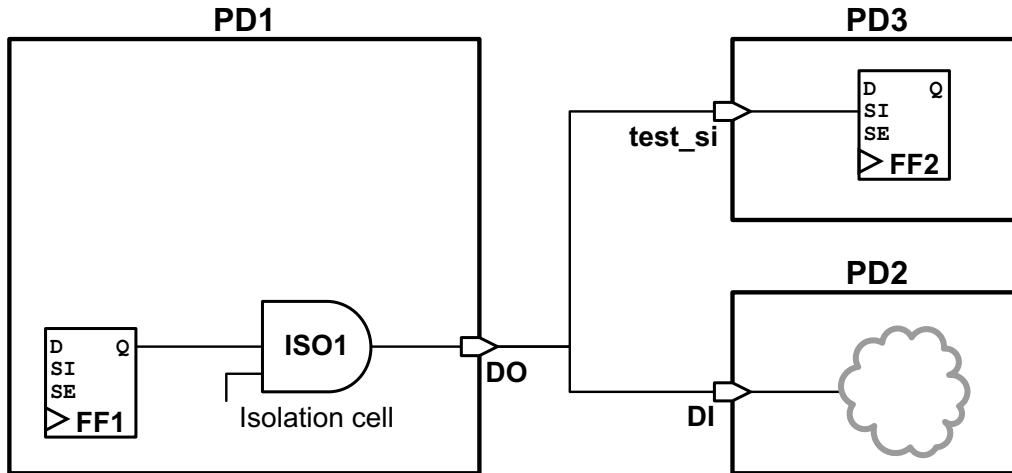 PD1
PD3
D Q
SI
SE
FF2
test_si
PD2
ISO1
D Q
SI
SE
FF1
DO
Isolation cell
DI